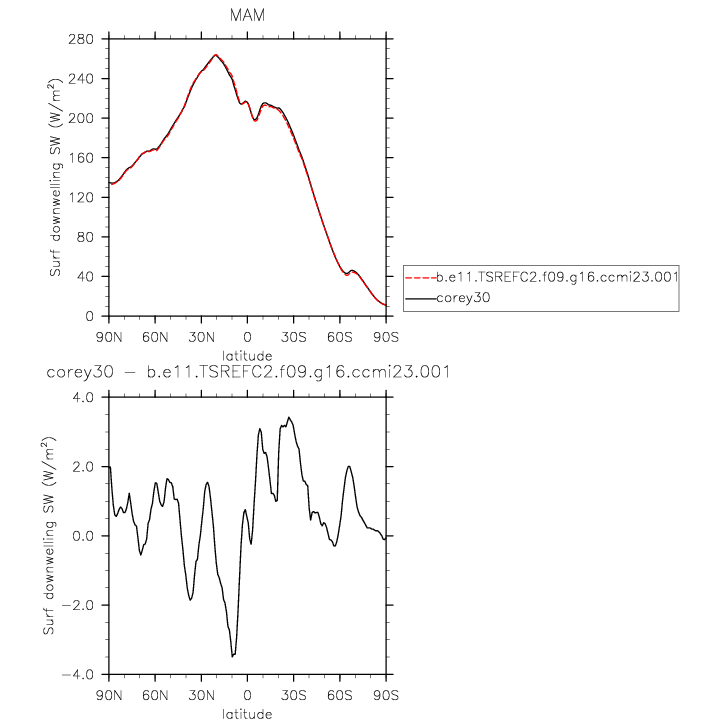 MAM
280
240
200
160
120
80
40
0
Surf downwelling SW (W/m²)
90N 60N 30N 0 30S 60S 90S
latitude
b.e11.TSREFC2.f09.g16.ccmi23.001
corey30
corey30 − b.e11.TSREFC2.f09.g16.ccmi23.001
4.0
2.0
0.0
−2.0
−4.0
Surf downwelling SW (W/m²)
90N 60N 30N 0 30S 60S 90S
latitude